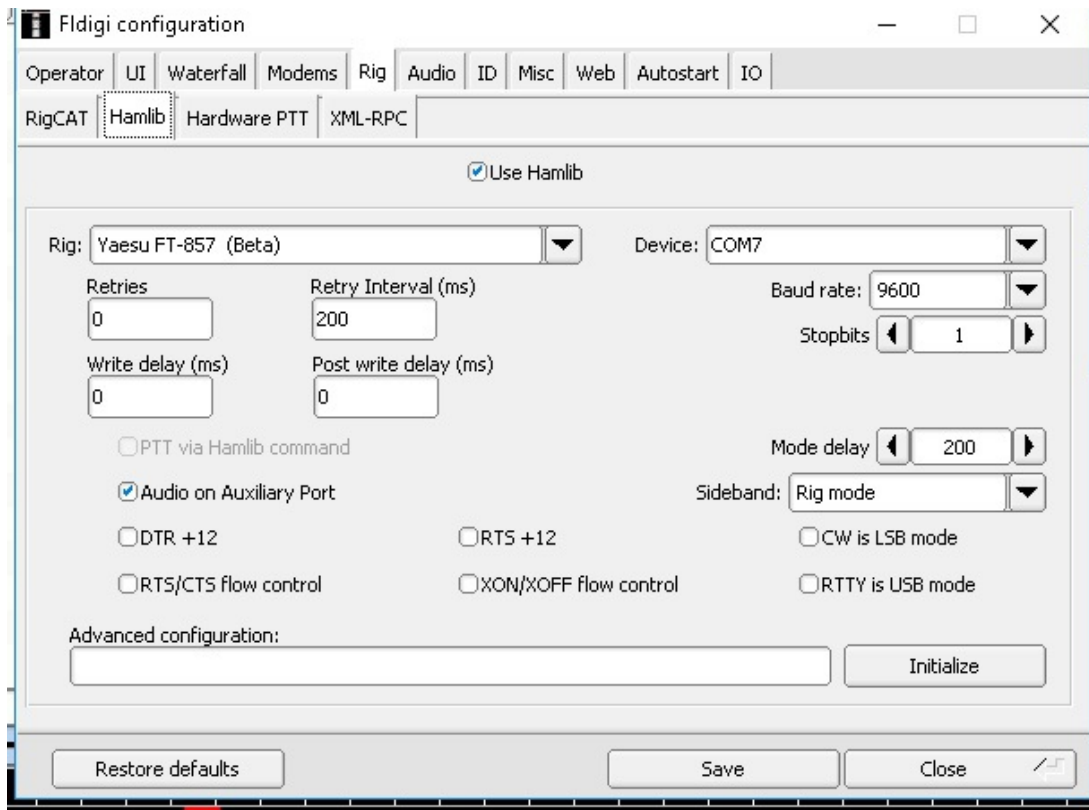 Fldigi configuration
Operator UI Waterfall Modems Rig Audio ID Misc Web Autostart IO
RigCAT Hamlib Hardware PTT XML-RPC
Use Hamlib
Rig: Yaesu FT-857 (Beta) Device: COM7
Retries Retry Interval (ms) Baud rate: 9600
0 200
Stopbits 1
Write delay (ms) Post write delay (ms)
0 0
PTT via Hamlib command Mode delay 200
Audio on Auxiliary Port Sideband: Rig mode
DTR +12 RTS +12 CW is LSB mode
RTS/CTS flow control XON/XOFF flow control RTTY is USB mode
Advanced configuration:
Initialize
Restore defaults Save Close